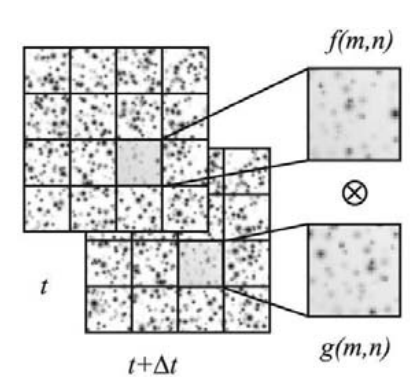 f(m,n)
⊗
t
g(m,n)
t+Δt